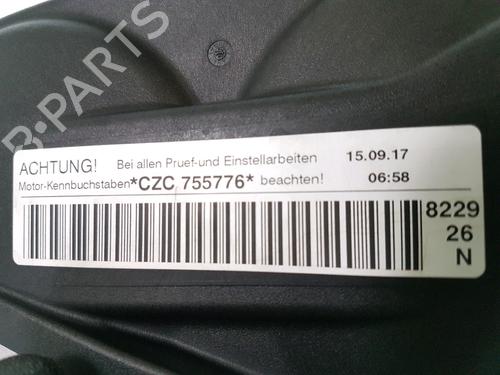 B-PARTS
ACHTUNG! Bei allen Pruef-und Einstellarbeiten 15.09.17
Motor-Kennbuchstaben*CZC 755776* beachten! 06:58
8229
26
N